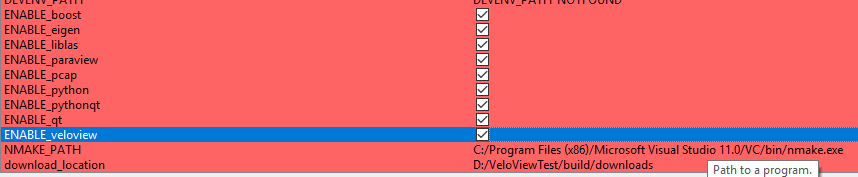 DEVENV_PATH DEVENV_PATH-NOTFOUND
ENABLE_boost
ENABLE_eigen
ENABLE_liblas
ENABLE_paraview
ENABLE_pcap
ENABLE_python
ENABLE_pythonqt
ENABLE_qt
ENABLE_veloview
NMAKE_PATH C:/Program Files (x86)/Microsoft Visual Studio 11.0/VC/bin/nmake.exe
download_location D:/VeloViewTest/build/downloads
Path to a program.